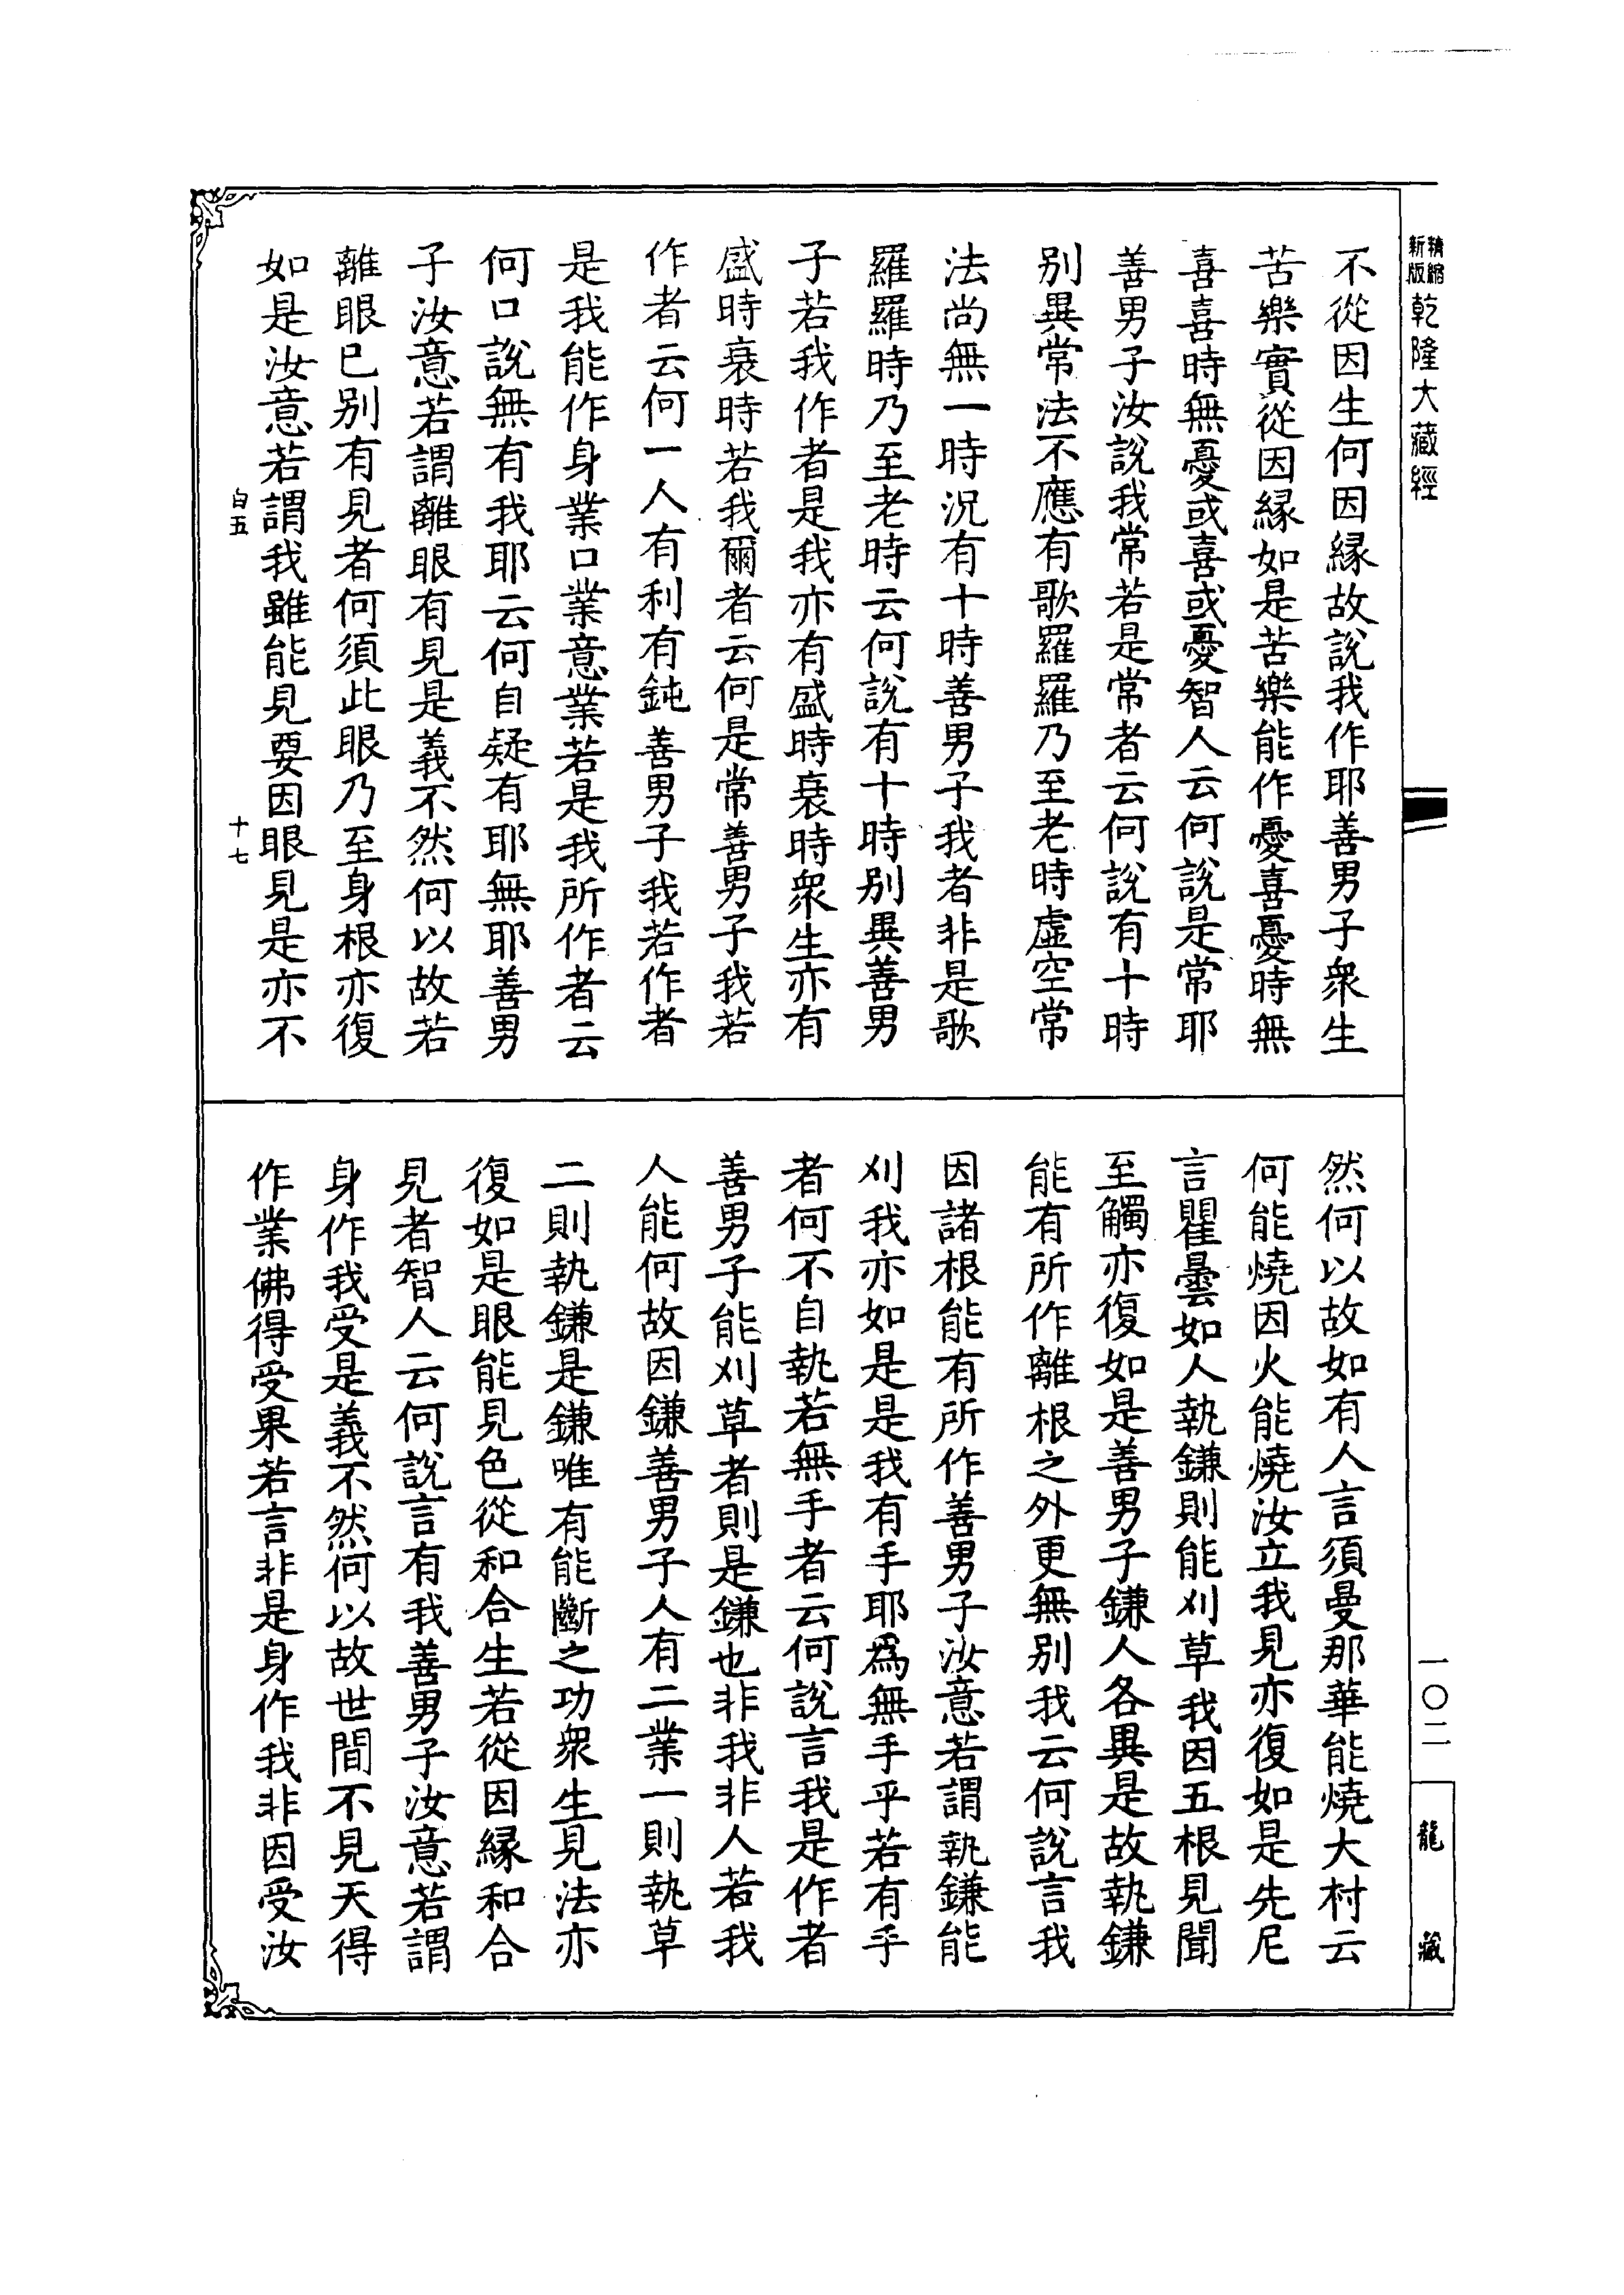 精縮
新版
乾隆大藏經
不從因生何因緣故說我作耶善男子衆生
苦樂實從因緣如是苦樂能作憂喜憂時無
喜喜時無憂或喜或憂智人云何說是常耶
善男子汝說我常若是常者云何說有十時
別異常法不應有歌羅羅乃至老時虛空常
法尚無一時況有十時善男子我者非是歌
羅羅時乃至老時云何說有十時別異善男
子若我作者是我亦有盛時衰時衆生亦有
盛時衰時若我爾者云何是常善男子我若
作者云何一人有利有鈍善男子我若作者
是我能作身業口業意業若是我所作者云
何口說無有我耶云何自疑有耶無耶善男
子汝意若謂離眼有見是義不然何以故若
離眼已別有見者何須此眼乃至身根亦復
如是汝意若謂我雖能見要因眼見是亦不
白五
十七
然何以故如有人言須曼那華能燒大村云
何能燒因火能燒汝立我見亦復如是先尼
言瞿曇如人執鎌則能刈草我因五根見聞
至觸亦復如是善男子鎌人各異是故執鎌
能有所作離根之外更無別我云何說言我
因諸根能有所作善男子汝意若謂執鎌能
刈我亦如是是我有手耶爲無手乎若有手
者何不自執若無手者云何說言我是作者
善男子能刈草者則是鎌也非我非人若我
人能何故因鎌善男子人有二業一則執草
二則執鎌是鎌唯有能斷之功衆生見法亦
復如是眼能見色從和合生若從因緣和合
見者智人云何說言有我善男子汝意若謂
身作我受是義不然何以故世間不見天得
作業佛得受果若言非是身作我非因受汝
一〇二
龍藏